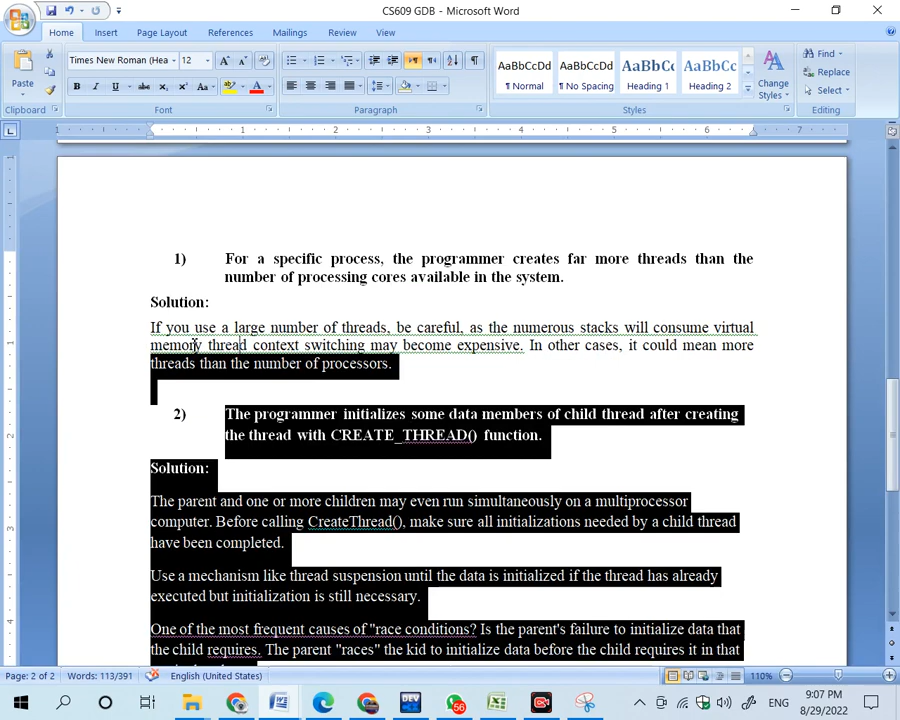 CS609 GDB - Microsoft Word
Home Insert Page Layout References Mailings Review View
Paste
Times New Roman (Hea 12
AaBbCcDd AaBbCcDd AaBbCc AaBbCc
¶ Normal ¶ No Spacing Heading 1 Heading 2
Change Styles
Find
Replace
Select
Clipboard Font Paragraph Styles Editing
1 1 2 3 4 5 6 7
1) For a specific process, the programmer creates far more threads than the
number of processing cores available in the system.
Solution:
If you use a large number of threads, be careful, as the numerous stacks will consume virtual
memory thread context switching may become expensive. In other cases, it could mean more
threads than the number of processors.
2) The programmer initializes some data members of child thread after creating
the thread with CREATE_THREAD() function.
Solution:
The parent and one or more children may even run simultaneously on a multiprocessor
computer. Before calling CreateThread(), make sure all initializations needed by a child thread
have been completed.
Use a mechanism like thread suspension until the data is initialized if the thread has already
executed but initialization is still necessary.
One of the most frequent causes of "race conditions? Is the parent's failure to initialize data that
the child requires. The parent "races" the kid to initialize data before the child requires it in that
Page: 2 of 2 Words: 113/391 English (United States) 110%
DEV 56 ENG 9:07 PM
8/29/2022